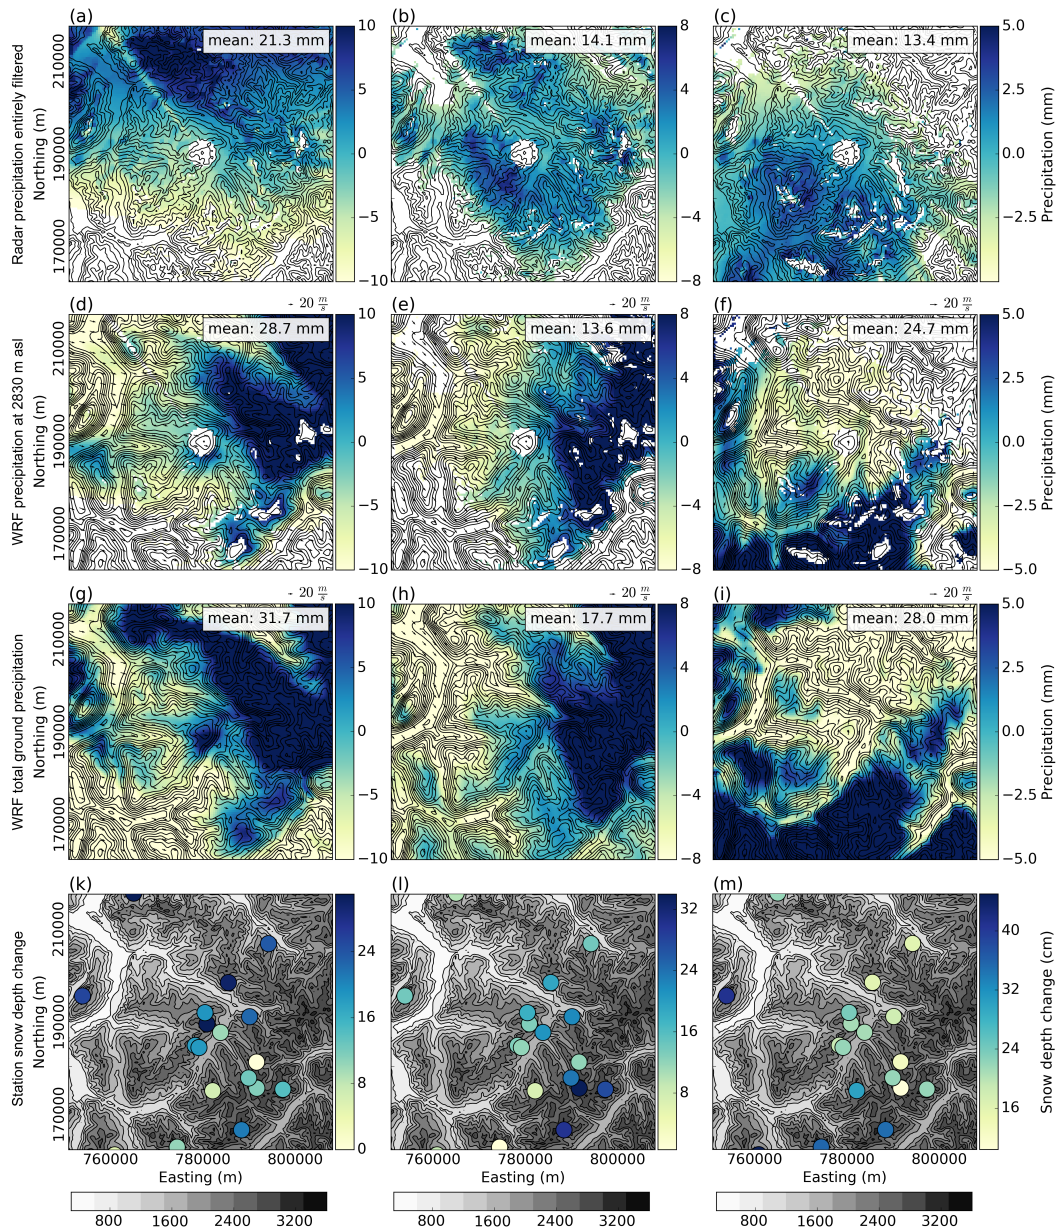 (a)
(b)
(c)
Radar precipitation entirely filtered
Northing (m)
210000
190000
170000
mean: 21.3 mm
10
5
0
−5
−10
mean: 14.1 mm
8
4
0
−4
−8
mean: 13.4 mm
5.0
2.5
0.0
−2.5
Precipitation (mm)
(d)
20 m/s
(e)
20 m/s
(f)
20 m/s
WRF precipitation at 2830 m asl
Northing (m)
210000
190000
170000
mean: 28.7 mm
10
5
0
−5
−10
mean: 13.6 mm
8
4
0
−4
−8
mean: 24.7 mm
5.0
2.5
0.0
−2.5
−5.0
Precipitation (mm)
(g)
20 m/s
(h)
20 m/s
(i)
20 m/s
WRF total ground precipitation
Northing (m)
210000
190000
170000
mean: 31.7 mm
10
5
0
−5
−10
mean: 17.7 mm
8
4
0
−4
−8
mean: 28.0 mm
5.0
2.5
0.0
−2.5
−5.0
Precipitation (mm)
(k)
(l)
(m)
Station snow depth change
Northing (m)
210000
190000
170000
24
16
8
0
32
24
16
8
40
32
24
16
Snow depth change (cm)
760000 780000 800000
760000 780000 800000
760000 780000 800000
Easting (m)
Easting (m)
Easting (m)
800 1600 2400 3200
800 1600 2400 3200
800 1600 2400 3200